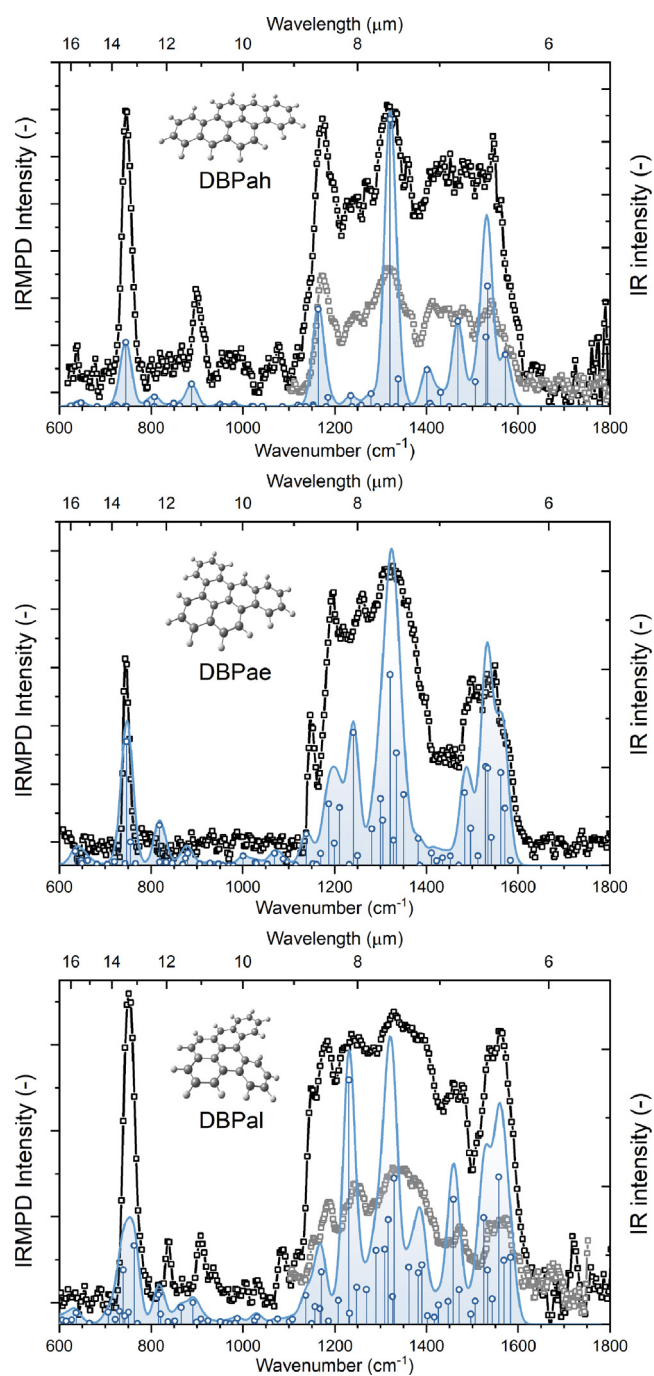 Wavelength (μm)
16 14 12 10 8 6
IRMPD Intensity (-)
DBPah
IR intensity (-)
600 800 1000 1200 1400 1600 1800
Wavenumber (cm⁻¹)
Wavelength (μm)
16 14 12 10 8 6
IRMPD Intensity (-)
DBPae
IR intensity (-)
600 800 1000 1200 1400 1600 1800
Wavenumber (cm⁻¹)
Wavelength (μm)
16 14 12 10 8 6
IRMPD Intensity (-)
DBPal
IR intensity (-)
600 800 1000 1200 1400 1600 1800
Wavenumber (cm⁻¹)